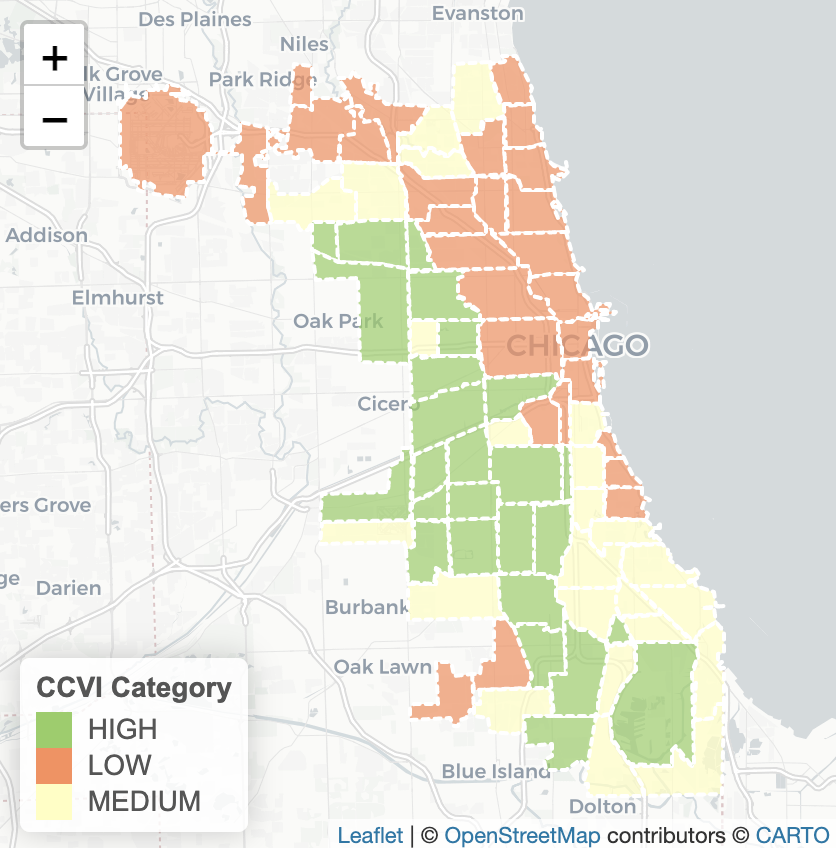 Evanston
Des Plaines
Niles
+
lk Grove
Village
Park Ridge
−
Addison
Elmhurst
Oak Park
CHICAGO
Cicero
ers Grove
ge
Darien
Burbank
Oak Lawn
CCVI Category
HIGH
LOW
MEDIUM
Blue Island
Dolton
Leaflet | © OpenStreetMap contributors © CARTO